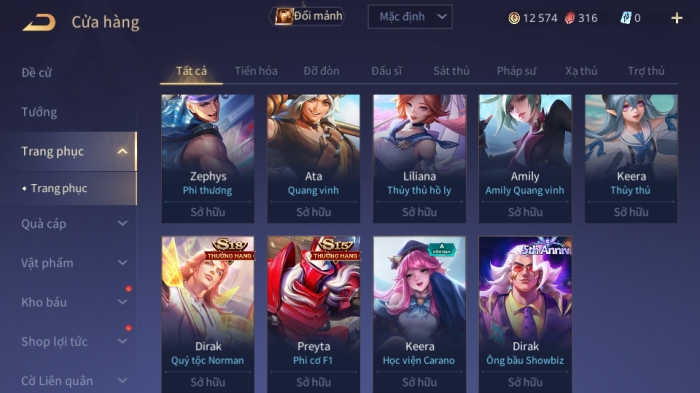 Cửa hàng
Đổi mảnh
Mặc định
12 574
316
0
Đề cử
Tướng
Trang phục
Trang phục
Quà cáp
Vật phẩm
Kho báu
Shop lợi tức
Cờ Liên quân
Tất cả
Tiến hóa
Đỡ đòn
Đấu sĩ
Sát thủ
Pháp sư
Xạ thủ
Trợ thủ
Zephys
Phi thương
Sở hữu
Ata
Quang vinh
Sở hữu
Liliana
Thủy thủ hồ ly
Sở hữu
Amily
Amily Quang vinh
Sở hữu
Keera
Thủy thủ
Sở hữu
S18
THƯỞNG HẠNG
Dirak
Quý tộc Norman
Sở hữu
S15
THƯỞNG HẠNG
Preyta
Phi cơ F1
Sở hữu
Keera
Học viện Carano
Sở hữu
5th Anniv
Dirak
Ông bầu Showbiz
Sở hữu